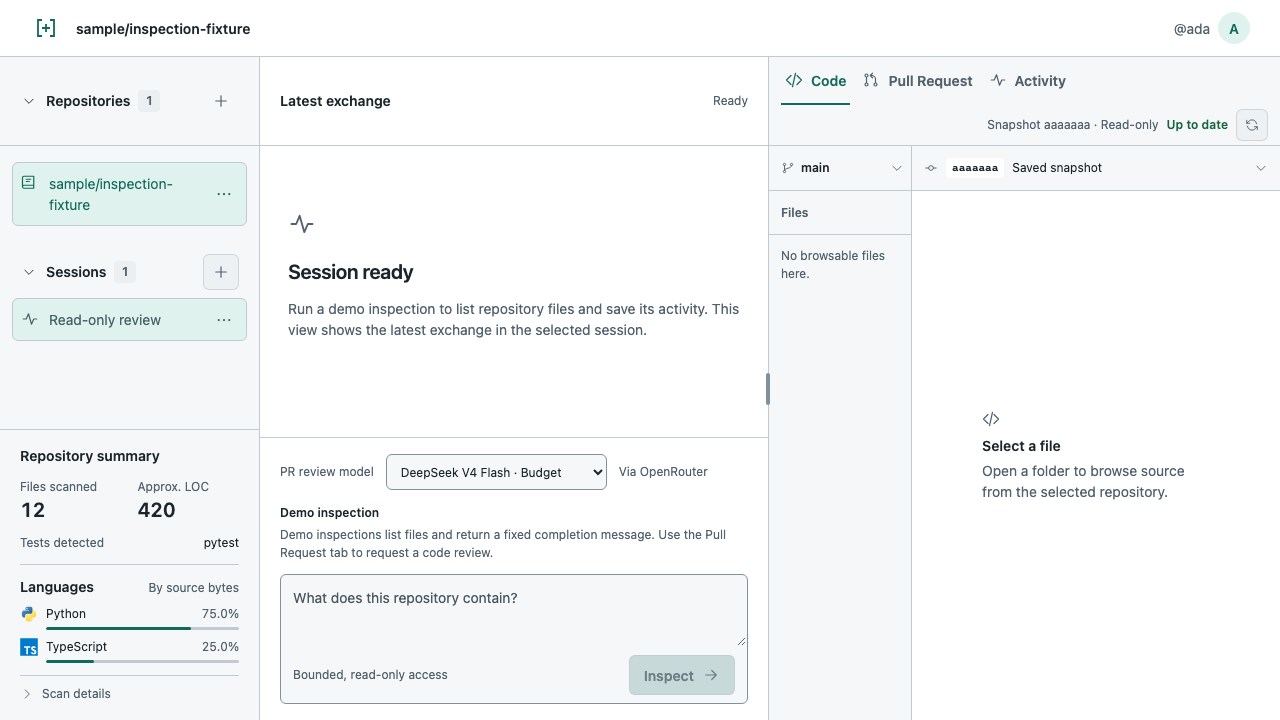 sample/inspection-fixture
@ada
A
Repositories
1
sample/inspection-
fixture
Sessions
1
Read-only review
Repository summary
Files scanned
Approx. LOC
12
420
Tests detected
pytest
Languages
By source bytes
Python
75.0%
TS
TypeScript
25.0%
Scan details
Latest exchange
Ready
Session ready
Run a demo inspection to list repository files and save its activity. This
view shows the latest exchange in the selected session.
PR review model
DeepSeek V4 Flash · Budget
Via OpenRouter
Demo inspection
Demo inspections list files and return a fixed completion message. Use the Pull
Request tab to request a code review.
What does this repository contain?
Bounded, read-only access
Inspect
Code
Pull Request
Activity
Snapshot aaaaaaa · Read-only
Up to date
main
aaaaaaa
Saved snapshot
Files
No browsable files
here.
Select a file
Open a folder to browse source
from the selected repository.